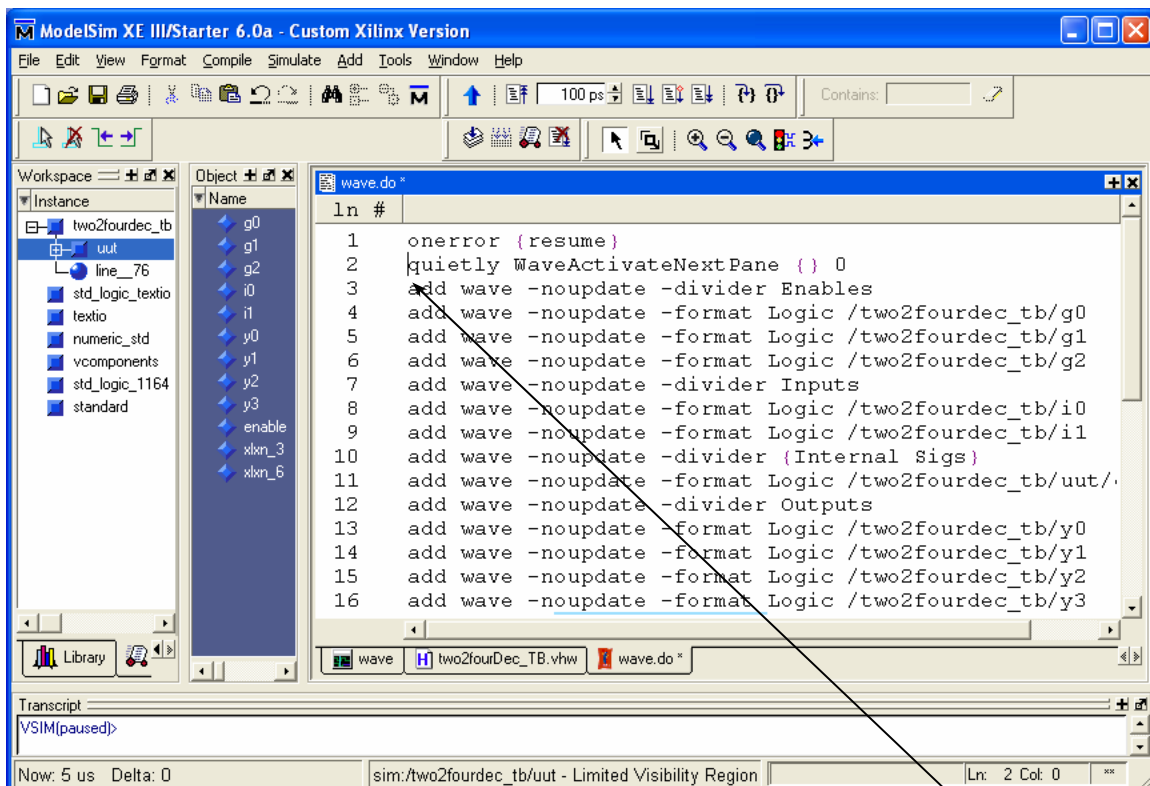 ModelSim XE III/Starter 6.0a - Custom Xilinx Version
File Edit View Format Compile Simulate Add Tools Window Help
100 ps
Contains:
Workspace
Instance
two2fourdec_tb
uut
line__76
std_logic_textio
textio
numeric_std
vcomponents
std_logic_1164
standard
Library
Object
Name
g0
g1
g2
i0
i1
y0
y1
y2
y3
enable
xlxn_3
xlxn_6
wave.do *
ln #
1 onerror {resume}
2 quietly WaveActivateNextPane {} 0
3 add wave -noupdate -divider Enables
4 add wave -noupdate -format Logic /two2fourdec_tb/g0
5 add wave -noupdate -format Logic /two2fourdec_tb/g1
6 add wave -noupdate -format Logic /two2fourdec_tb/g2
7 add wave -noupdate -divider Inputs
8 add wave -noupdate -format Logic /two2fourdec_tb/i0
9 add wave -noupdate -format Logic /two2fourdec_tb/i1
10 add wave -noupdate -divider {Internal Sigs}
11 add wave -noupdate -format Logic /two2fourdec_tb/uut/
12 add wave -noupdate -divider Outputs
13 add wave -noupdate -format Logic /two2fourdec_tb/y0
14 add wave -noupdate -format Logic /two2fourdec_tb/y1
15 add wave -noupdate -format Logic /two2fourdec_tb/y2
16 add wave -noupdate -format Logic /two2fourdec_tb/y3
wave two2fourDec_TB.vhw wave.do *
Transcript
VSIM(paused)>
Now: 5 us Delta: 0
sim:/two2fourdec_tb/uut - Limited Visibility Region
Ln: 2 Col: 0